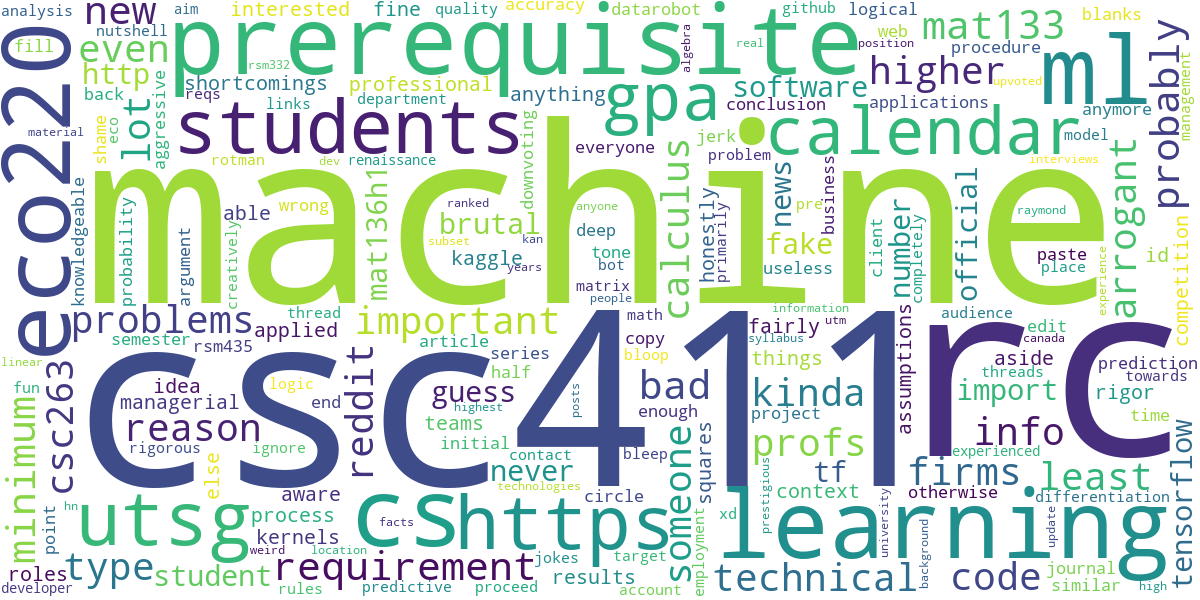 analysis
aim
interested
fine
quality
accuracy
datarobot
github
logical
blanks
fill
nutshell
new
prerequisite
mat133
web
position
procedure
even
rsm332
algebra
real
ml
eco220
http
shortcomings
professional
anything
software
higher
applications
anymore
upvoted
probably
back
reqs
links
department
gpa
conclusion
model
management
material
shame
eco
aggressive
lot
students
downvoting
everyone
jerk
calendar
rotman
dev
renaissance
calculus
problem
news
interviews
machine
knowledgeable
probability
argument
able
creatively
wrong
mat136h1
ranked
subset
brutal
kaggle
kan
years
deep
tone
bot
matrix
people
anyone
honestly
primarily
fake
useless
business
pre
client
number
completely
official
raymond
paste
place
arrogant
experience
id
competition
problems
semester
applied
rsm435
thread
important
article
series
math
copy
bloop
information
fairly
utm
syllabus
things
assumptions
audience
canada
edit
threads
aside
prediction
towards
linear
csc411
rc
fun
csc263
idea
managerial
reason
rigorous
logic
end
ignore
reddit
guess
teams
highest
initial
half
posts
bad
enough
project
kinda
import
rigor
time
minimum
else
utsg
aware
process
kernels
weird
location
cs
facts
never
contact
technologies
https
circle
bleep
someone
squares
employment
profs
tf
context
xd
prestigious
info
firms
experienced
otherwise
differentiation
least
tensorflow
learning
university
background
update
point
hn
roles
developer
type
student
rules
requirement
predictive
proceed
jokes
results
target
account
technical
code
journal
similar
high